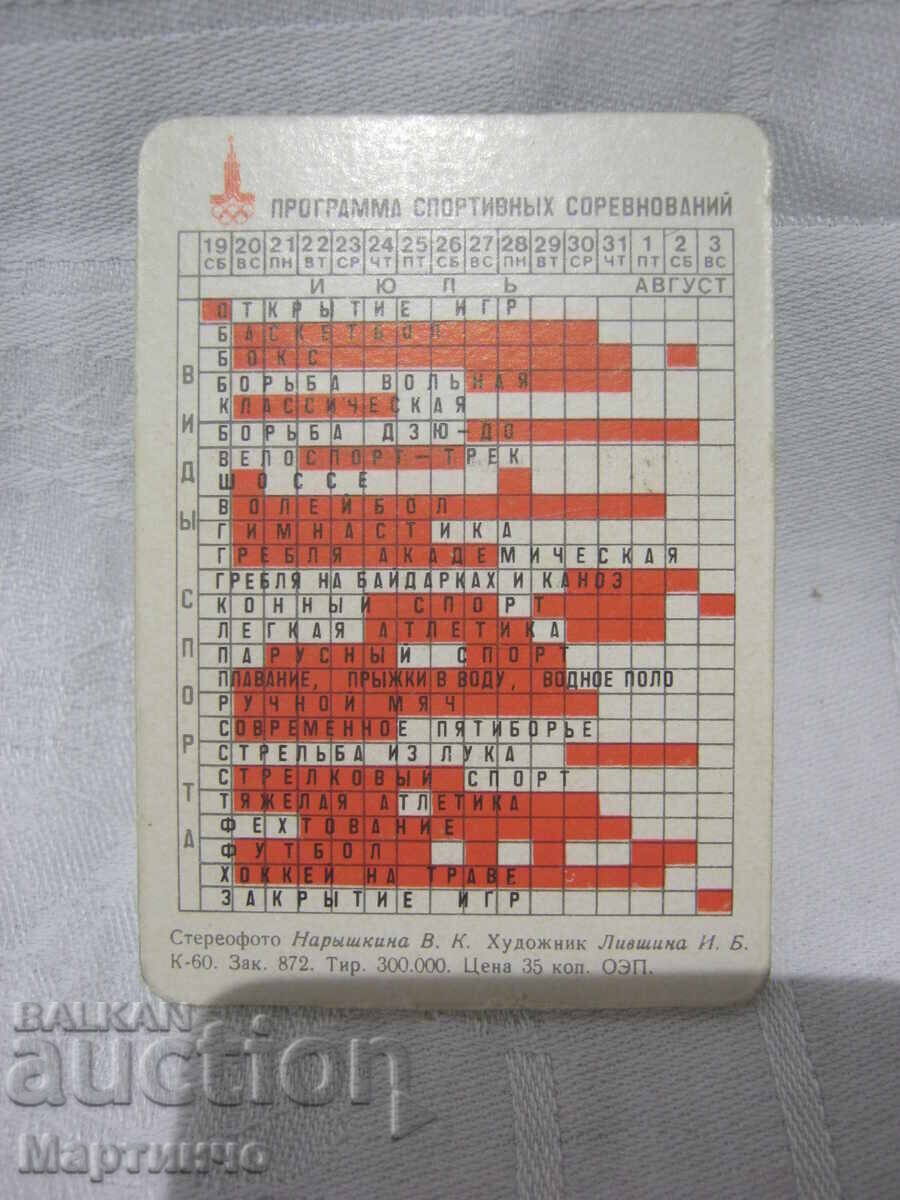 ПРОГРАММА СПОРТИВНЫХ СОРЕВНОВАНИЙ
19 20 21 22 23 24 25 26 27 28 29 30 31 1 2 3
СБ ВС ПН ВТ СР ЧТ ПТ СБ ВС ПН ВТ СР ЧТ ПТ СБ ВС
ИЮЛЬ АВГУСТ
ВИДЫ СПОРТА
ОТКРЫТИЕ ИГР
БАСКЕТБОЛ
БОКС
БОРЬБА ВОЛЬНАЯ
КЛАССИЧЕСКАЯ
БОРЬБА ДЗЮ-ДО
ВЕЛОСПОРТ-ТРЕК
ШОССЕ
ВОЛЕЙБОЛ
ГИМНАСТИКА
ГРЕБЛЯ АКАДЕМИЧЕСКАЯ
ГРЕБЛЯ НА БАЙДАРКАХ И КАНОЭ
КОННЫЙ СПОРТ
ЛЕГКАЯ АТЛЕТИКА
ПАРУСНЫЙ СПОРТ
ПЛАВАНИЕ, ПРЫЖКИ В ВОДУ, ВОДНОЕ ПОЛО
РУЧНОЙ МЯЧ
СОВРЕМЕННОЕ ПЯТИБОРЬЕ
СТРЕЛЬБА ИЗ ЛУКА
СТРЕЛКОВЫЙ СПОРТ
ТЯЖЕЛАЯ АТЛЕТИКА
ФЕХТОВАНИЕ
ФУТБОЛ
ХОККЕЙ НА ТРАВЕ
ЗАКРЫТИЕ ИГР
Стереофото Нарышкина В. К. Художник Лившина И. Б.
К-60. Зак. 872. Тир. 300.000. Цена 35 коп. ОЭП.
BALKAN
auction
Мартинчо